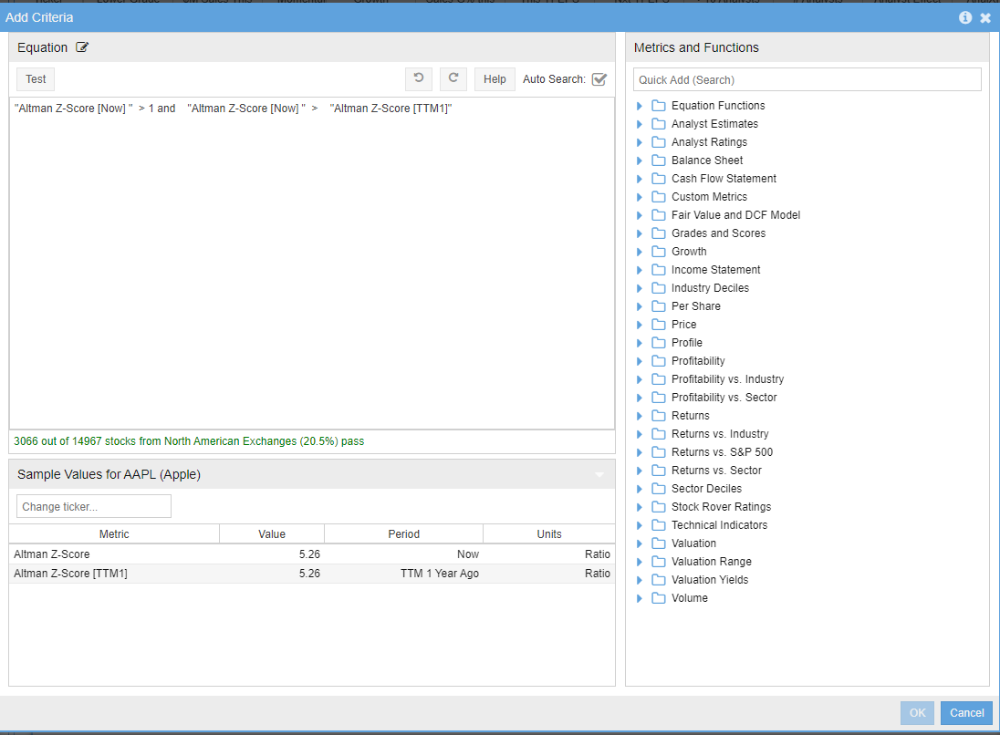 Add Criteria
Equation
Test
Help
Auto Search:
"Altman Z-Score [Now] " > 1 and "Altman Z-Score [Now] " > "Altman Z-Score [TTM1]"
3066 out of 14967 stocks from North American Exchanges (20.5%) pass
Sample Values for AAPL (Apple)
Change ticker...
Metric Value Period Units
Altman Z-Score 5.26 Now Ratio
Altman Z-Score [TTM1] 5.26 TTM 1 Year Ago Ratio
Metrics and Functions
Quick Add (Search)
Equation Functions
Analyst Estimates
Analyst Ratings
Balance Sheet
Cash Flow Statement
Custom Metrics
Fair Value and DCF Model
Grades and Scores
Growth
Income Statement
Industry Deciles
Per Share
Price
Profile
Profitability
Profitability vs. Industry
Profitability vs. Sector
Returns
Returns vs. Industry
Returns vs. S&P 500
Returns vs. Sector
Sector Deciles
Stock Rover Ratings
Technical Indicators
Valuation
Valuation Range
Valuation Yields
Volume
OK
Cancel